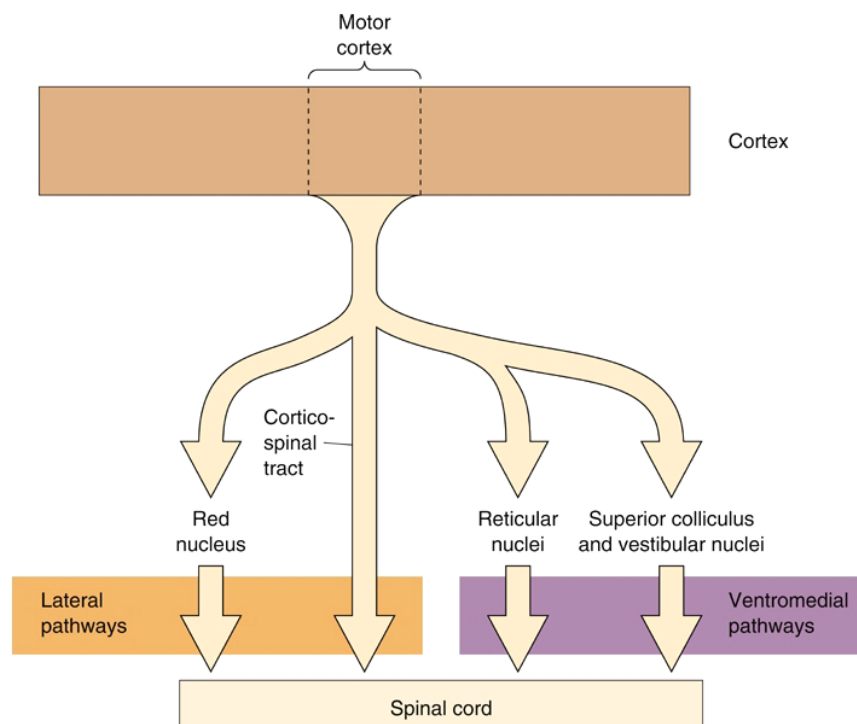 Motor
cortex
Cortex
Cortico-
spinal
tract
Red
nucleus
Reticular
nuclei
Superior colliculus
and vestibular nuclei
Lateral
pathways
Ventromedial
pathways
Spinal cord